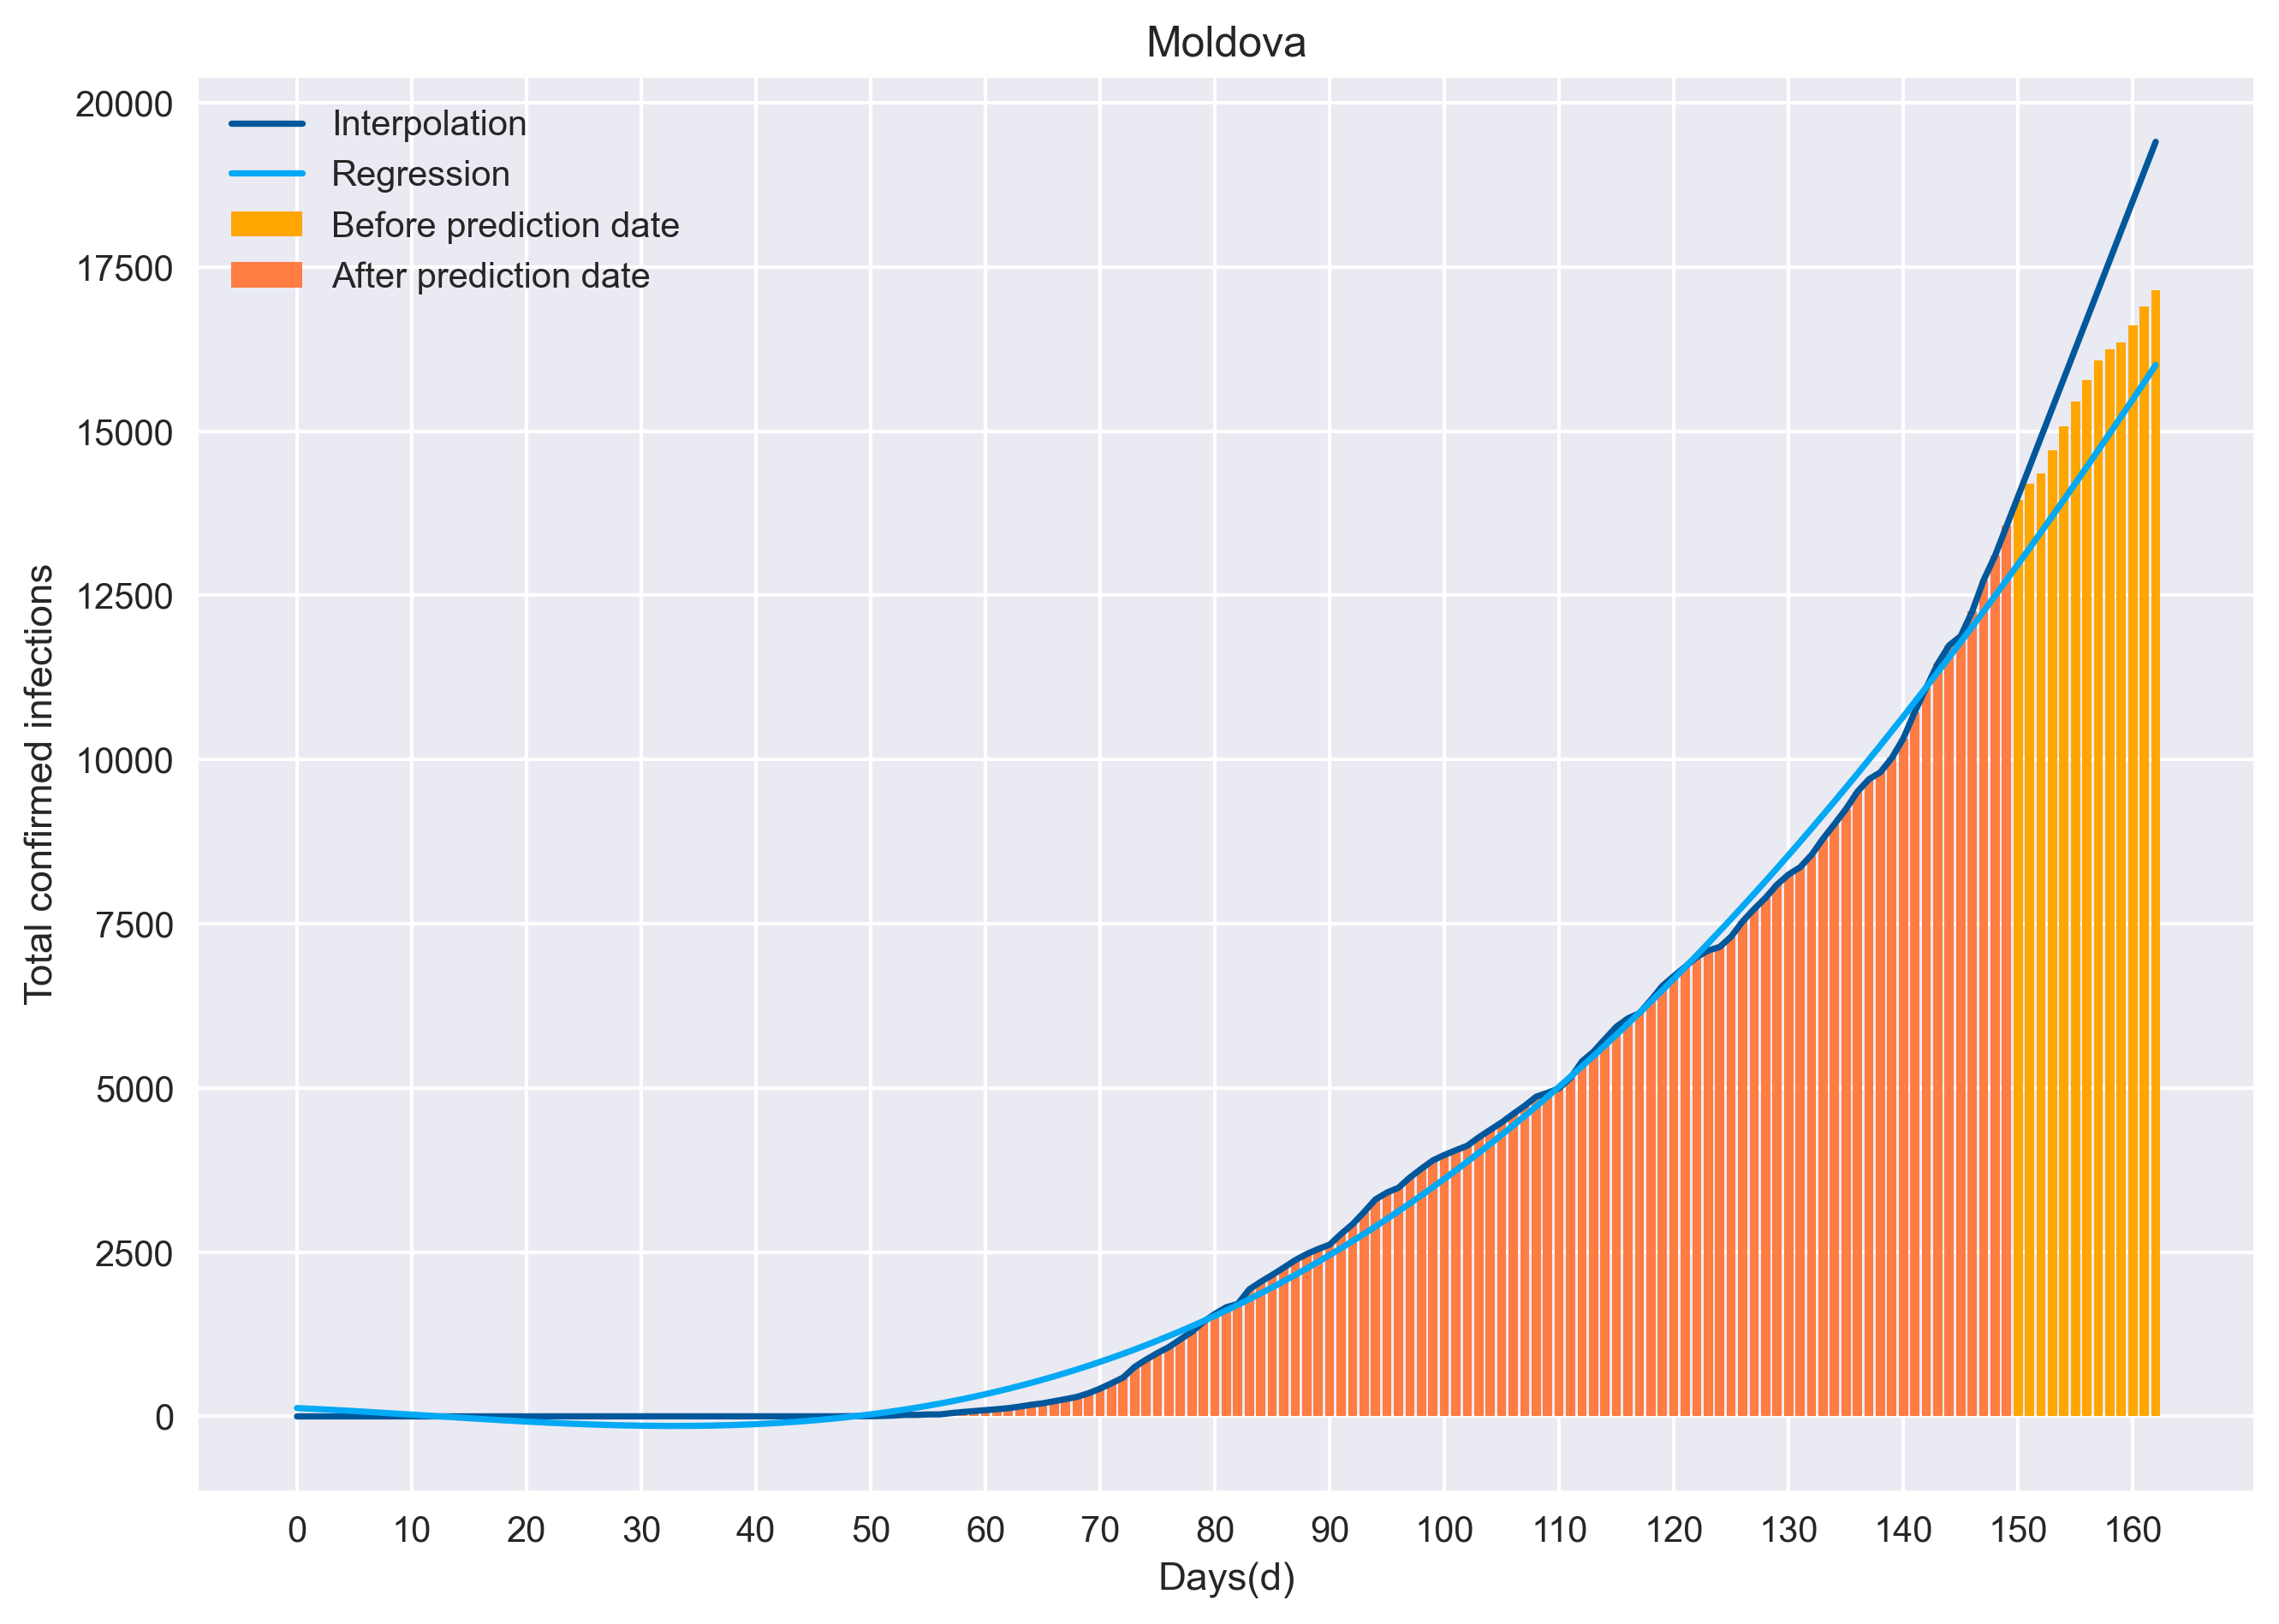 Moldova
Interpolation
Regression
Before prediction date
After prediction date
20000
17500
15000
12500
10000
7500
5000
2500
0
Total confirmed infections
0 10 20 30 40 50 60 70 80 90 100 110 120 130 140 150 160
Days(d)